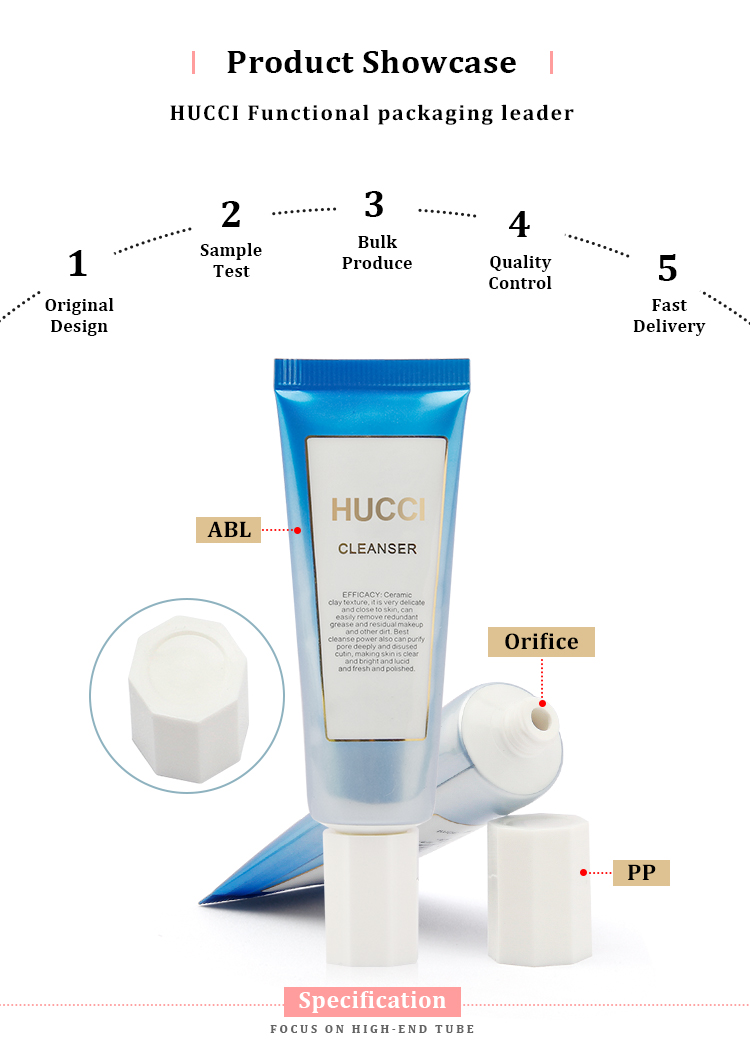 Product Showcase
HUCCI Functional packaging leader
1
Original
Design
2
Sample
Test
3
Bulk
Produce
4
Quality
Control
5
Fast
Delivery
HUCCI
CLEANSER
EFFICACY: Ceramic
clay texture, it is very delicate
and close to skin, can
easily remove redundant
grease and residual makeup
and other dirt. Best
cleanse power also can purify
pore deeply and disused
cutin, making skin is clear
and bright and lucid
and fresh and polished.
ABL
Orifice
PP
Specification
FOCUS ON HIGH-END TUBE